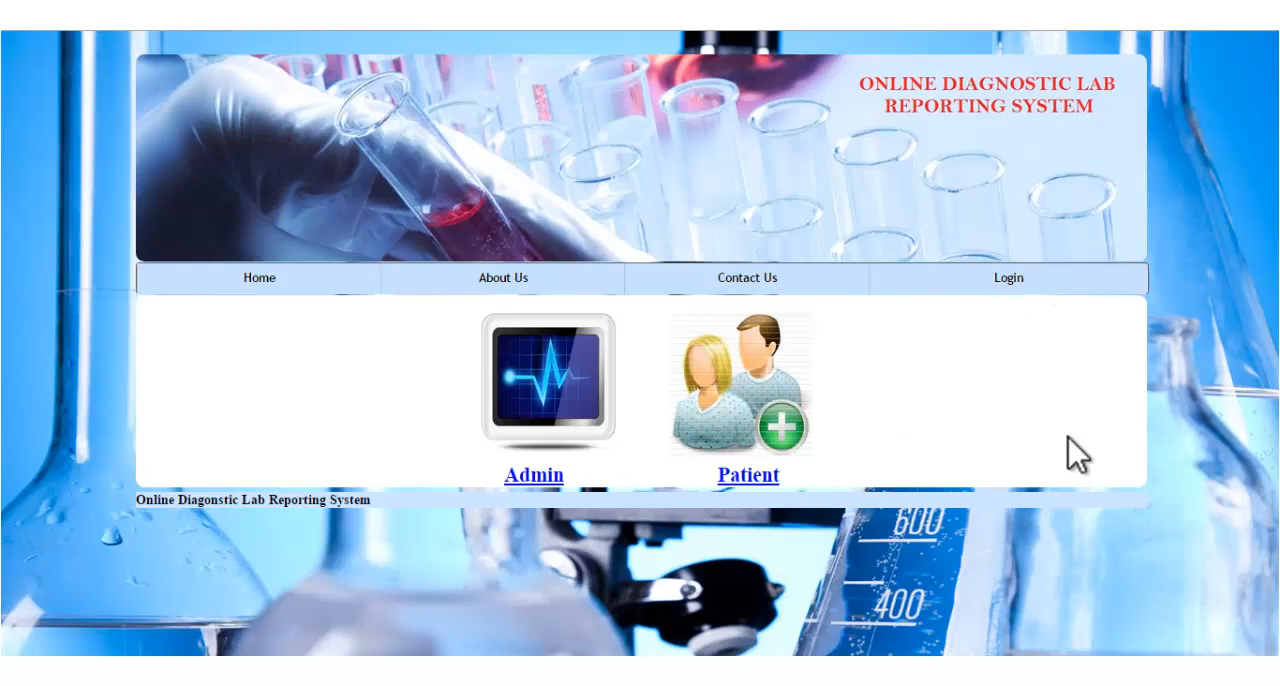 ONLINE DIAGNOSTIC LAB
REPORTING SYSTEM
Home About Us Contact Us Login
Admin Patient
Online Diagonstic Lab Reporting System
600
400